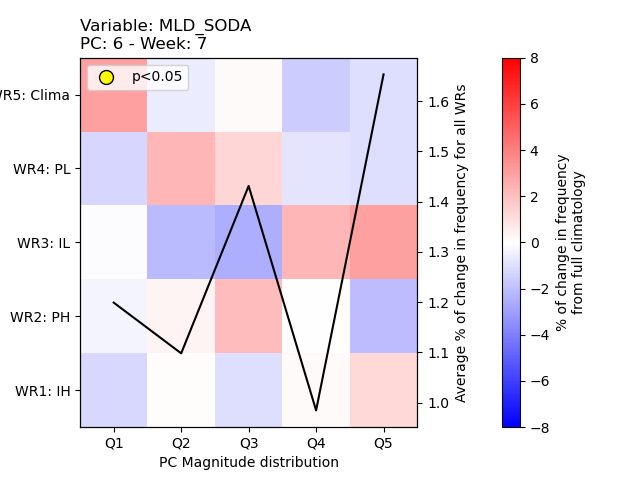 Variable: MLD_SODA
PC: 6 - Week: 7
p<0.05
WR5: Clima
WR4: PL
WR3: IL
WR2: PH
WR1: IH
Q1
Q2
Q3
Q4
Q5
PC Magnitude distribution
1.6
1.5
1.4
1.3
1.2
1.1
1.0
Average % of change in frequency for all WRs
8
6
4
2
0
−2
−4
−6
−8
% of change in frequency
from full climatology